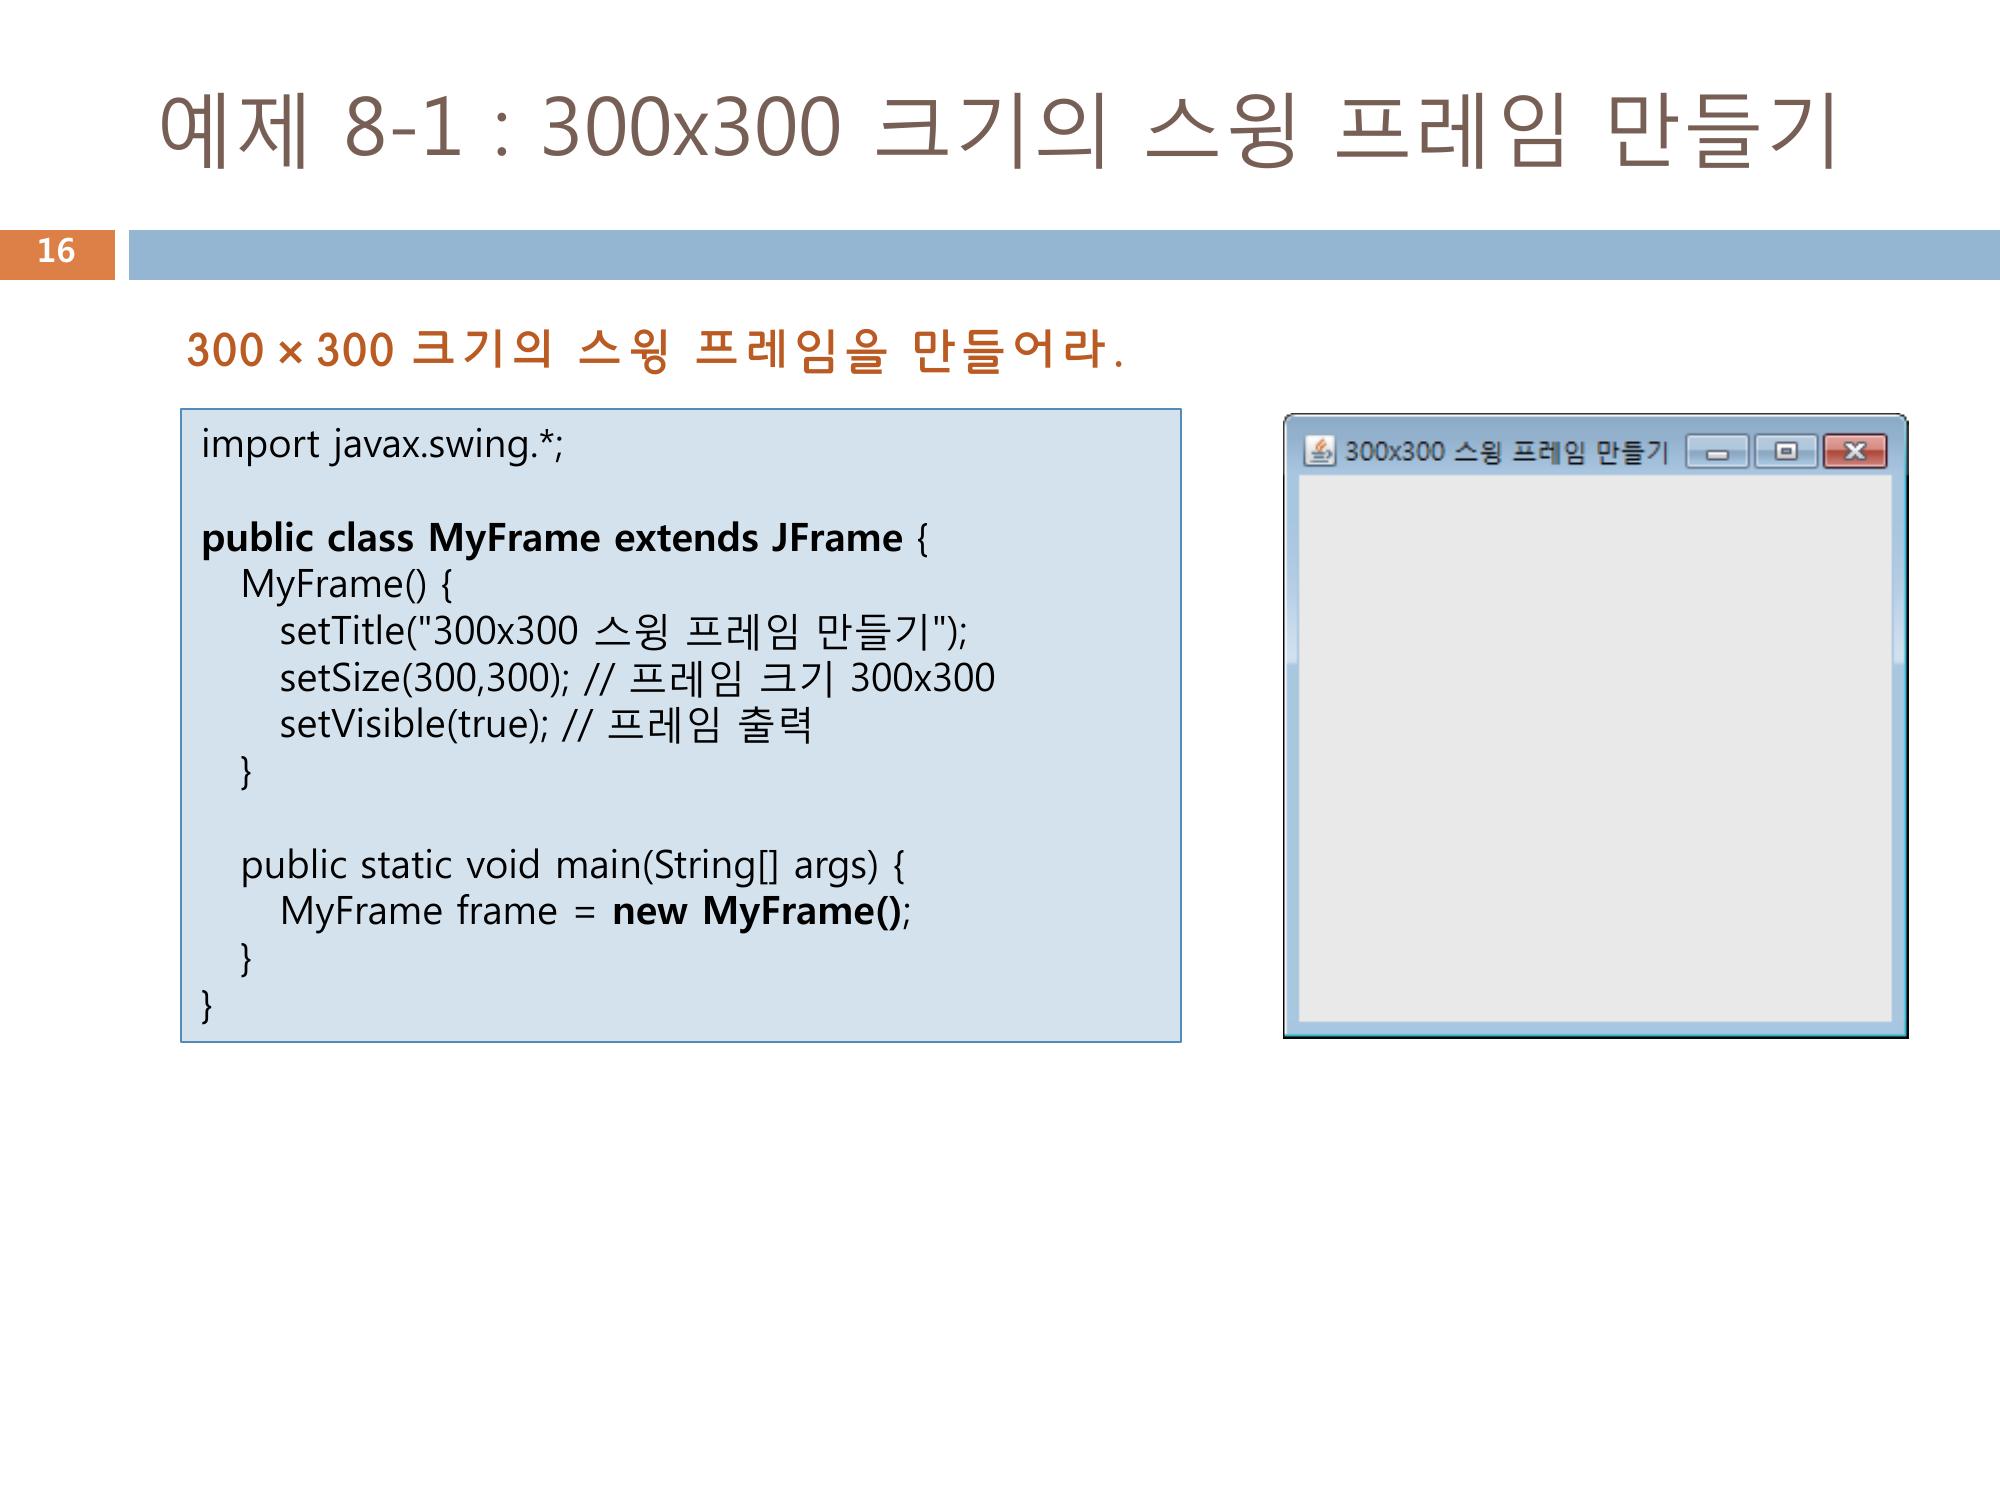 예제 8-1 : 300x300 크기의 스윙 프레임 만들기
16
300 × 300 크기의 스윙 프레임을 만들어라.
import javax.swing.*;
public class MyFrame extends JFrame {
MyFrame() {
setTitle("300x300 스윙 프레임 만들기");
setSize(300,300); // 프레임 크기 300x300
setVisible(true); // 프레임 출력
}
public static void main(String[] args) {
MyFrame frame = new MyFrame();
}
}
300x300 스윙 프레임 만들기